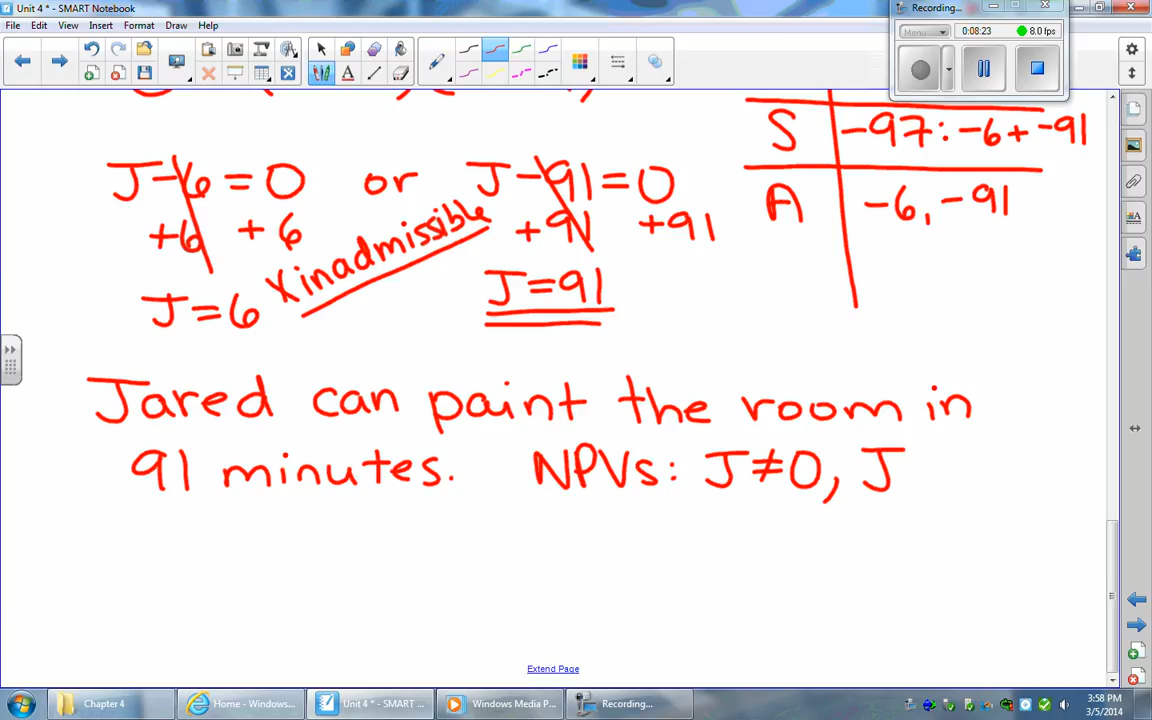 Unit 4 * - SMART Notebook
File Edit View Insert Format Tools Draw Help
Recording...
Menu
0:08:23
8.0 fps
S -97: -6+-91
A -6, -91
J-6=0 or J-91=0
+6 +6 +91 +91
Xinadmissible
J=6
J=91
Jared can paint the room in
91 minutes. NPVs: J≠0, J
Extend Page
Chapter 4
Home - Windows...
Unit 4 * - SMART ...
Windows Media P...
Recording...
3:58 PM
3/5/2014